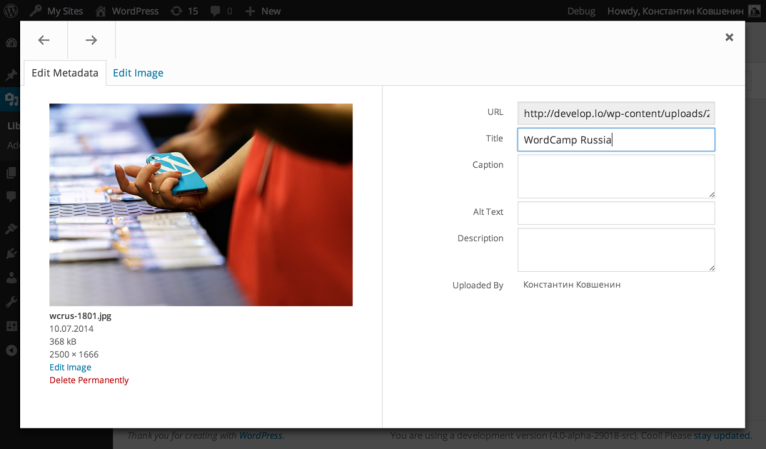 My Sites WordPress 15 0 + New Debug Howdy, Константин Ковшенин
Edit Metadata Edit Image
URL http://develop.lo/wp-content/uploads/2
Title WordCamp Russia
Caption
Alt Text
Description
Uploaded By Константин Ковшенин
wcrus-1801.jpg
10.07.2014
368 kB
2500 × 1666
Edit Image
Delete Permanently
Thank you for creating with WordPress. You are using a development version (4.0-alpha-29018-src). Cool! Please stay updated.